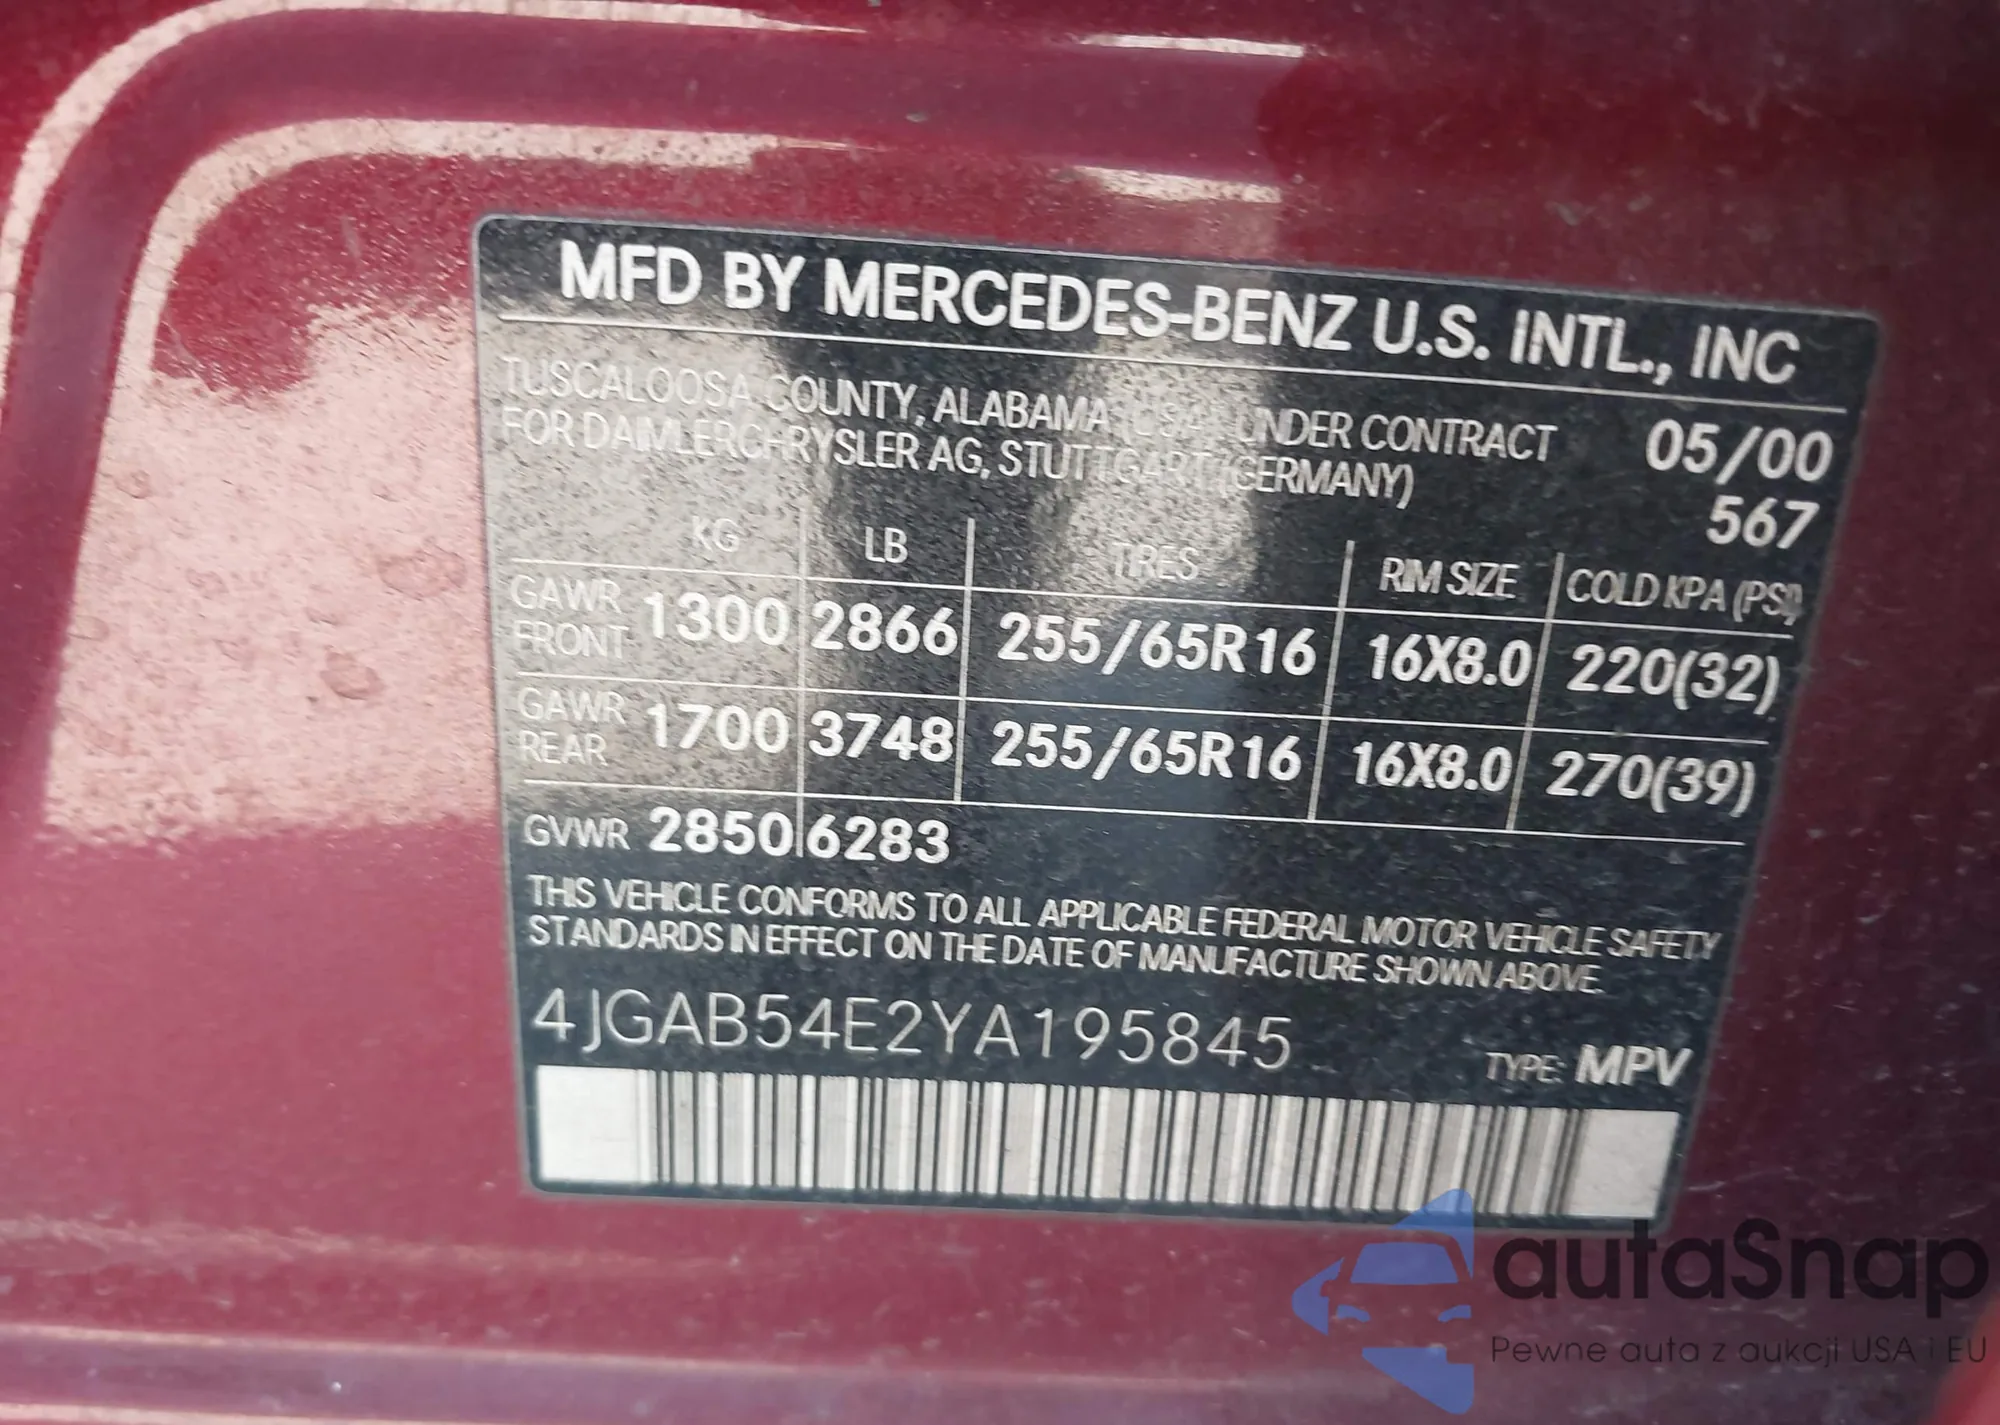 MFD BY MERCEDES-BENZ U.S. INTL., INC
TUSCALOOSA COUNTY, ALABAMA (USA) UNDER CONTRACT
FOR DAIMLERCHRYSLER AG, STUTTGART (GERMANY)
05/00
567
KG LB TIRES RIM SIZE COLD KPA (PSI)
GAWR FRONT 1300 2866 255/65R16 16X8.0 220(32)
GAWR REAR 1700 3748 255/65R16 16X8.0 270(39)
GVWR 2850 6283
THIS VEHICLE CONFORMS TO ALL APPLICABLE FEDERAL MOTOR VEHICLE SAFETY
STANDARDS IN EFFECT ON THE DATE OF MANUFACTURE SHOWN ABOVE.
4JGAB54E2YA195845
TYPE: MPV
autaSnap
Pewne auta z aukcji USA i EU